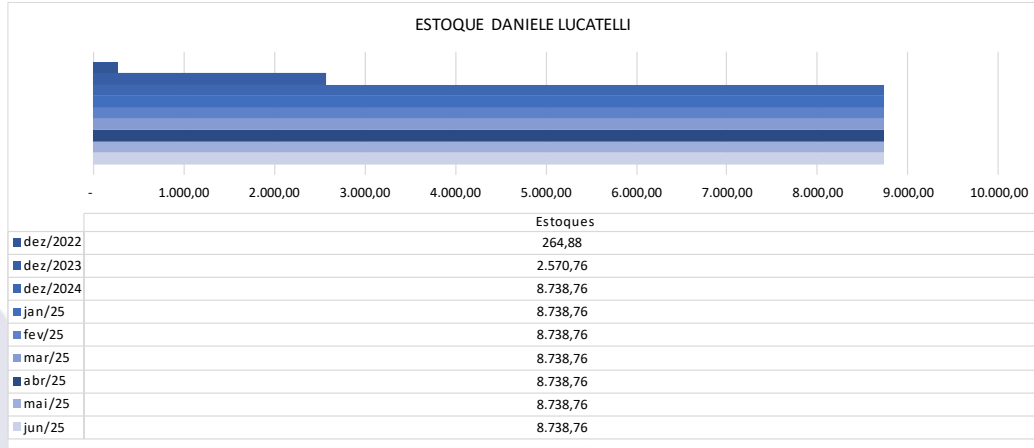 ESTOQUE DANIELE LUCATELLI
- 1.000,00 2.000,00 3.000,00 4.000,00 5.000,00 6.000,00 7.000,00 8.000,00 9.000,00 10.000,00
Estoques
dez/2022 264,88
dez/2023 2.570,76
dez/2024 8.738,76
jan/25 8.738,76
fev/25 8.738,76
mar/25 8.738,76
abr/25 8.738,76
mai/25 8.738,76
jun/25 8.738,76